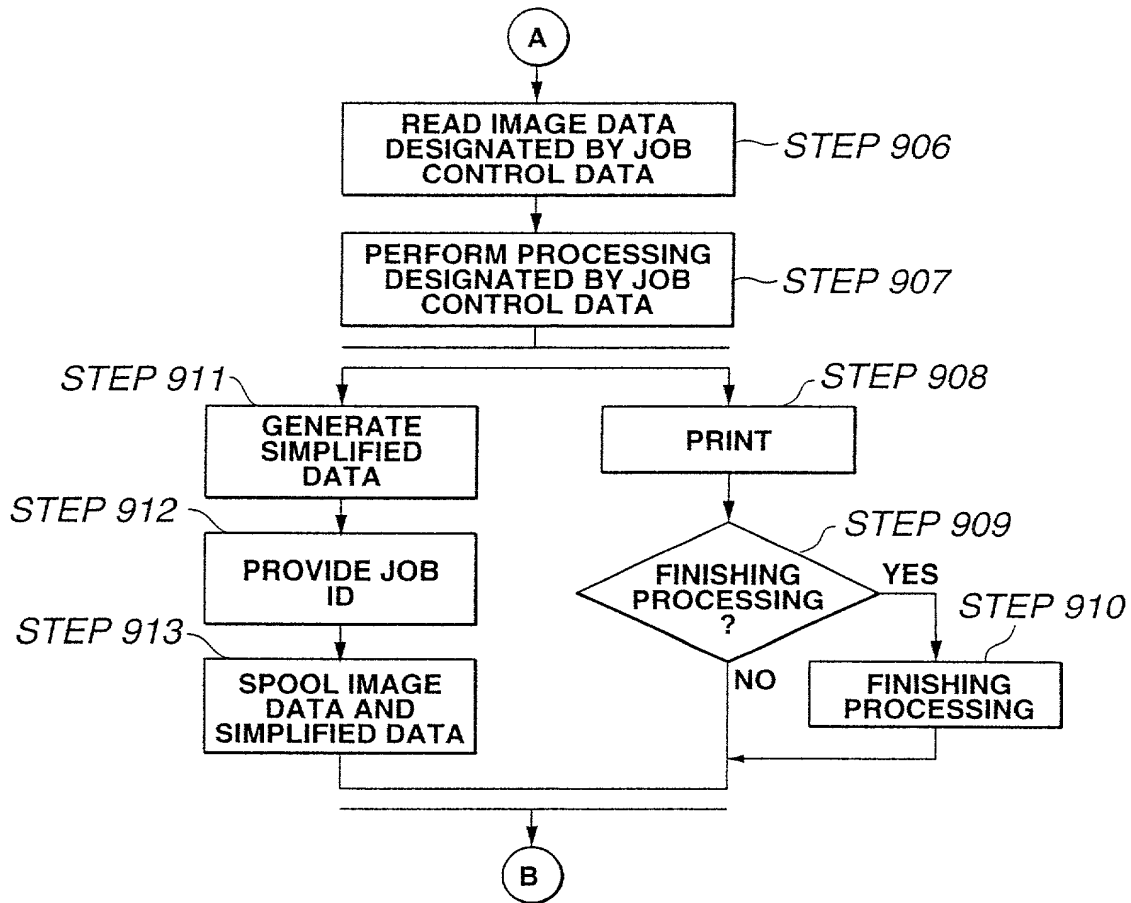 A
READ IMAGE DATA
DESIGNATED BY JOB
CONTROL DATA
STEP 906
PERFORM PROCESSING
DESIGNATED BY JOB
CONTROL DATA
STEP 907
STEP 911
GENERATE
SIMPLIFIED
DATA
STEP 908
PRINT
STEP 912
PROVIDE JOB
ID
STEP 909
FINISHING
PROCESSING
?
YES
NO
STEP 913
SPOOL IMAGE
DATA AND
SIMPLIFIED DATA
STEP 910
FINISHING
PROCESSING
B